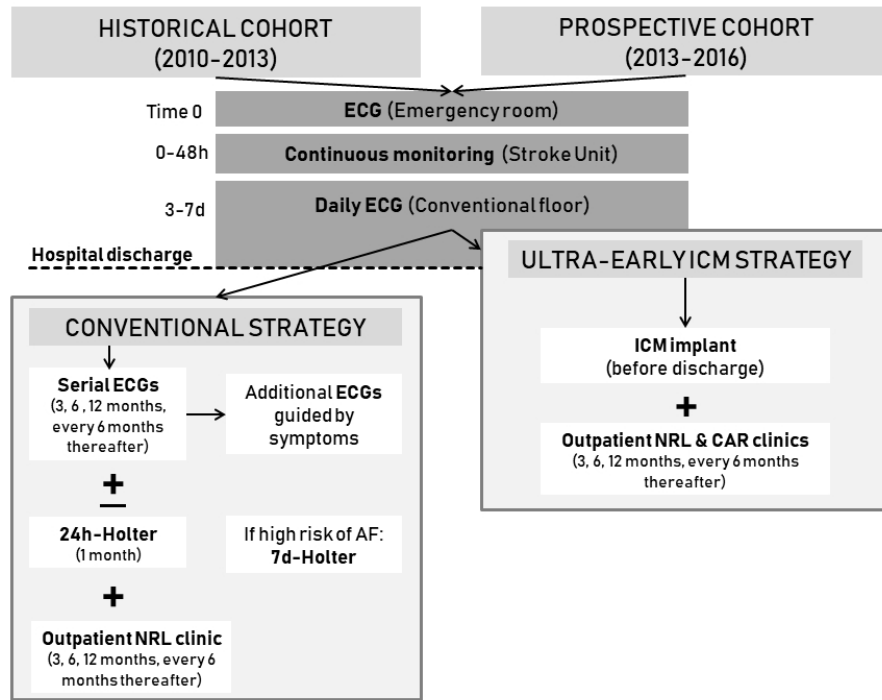 HISTORICAL COHORT
(2010-2013)
PROSPECTIVE COHORT
(2013-2016)
Time 0
ECG (Emergency room)
0-48h
Continuous monitoring (Stroke Unit)
3-7d
Daily ECG (Conventional floor)
Hospital discharge
CONVENTIONAL STRATEGY
Serial ECGs
(3, 6 , 12 months,
every 6 months
thereafter)
Additional ECGs
guided by
symptoms
+
−
24h-Holter
(1 month)
If high risk of AF:
7d-Holter
+
Outpatient NRL clinic
(3, 6, 12 months, every 6
months thereafter)
ULTRA-EARLY ICM STRATEGY
ICM implant
(before discharge)
+
Outpatient NRL & CAR clinics
(3, 6, 12 months, every 6 months
thereafter)